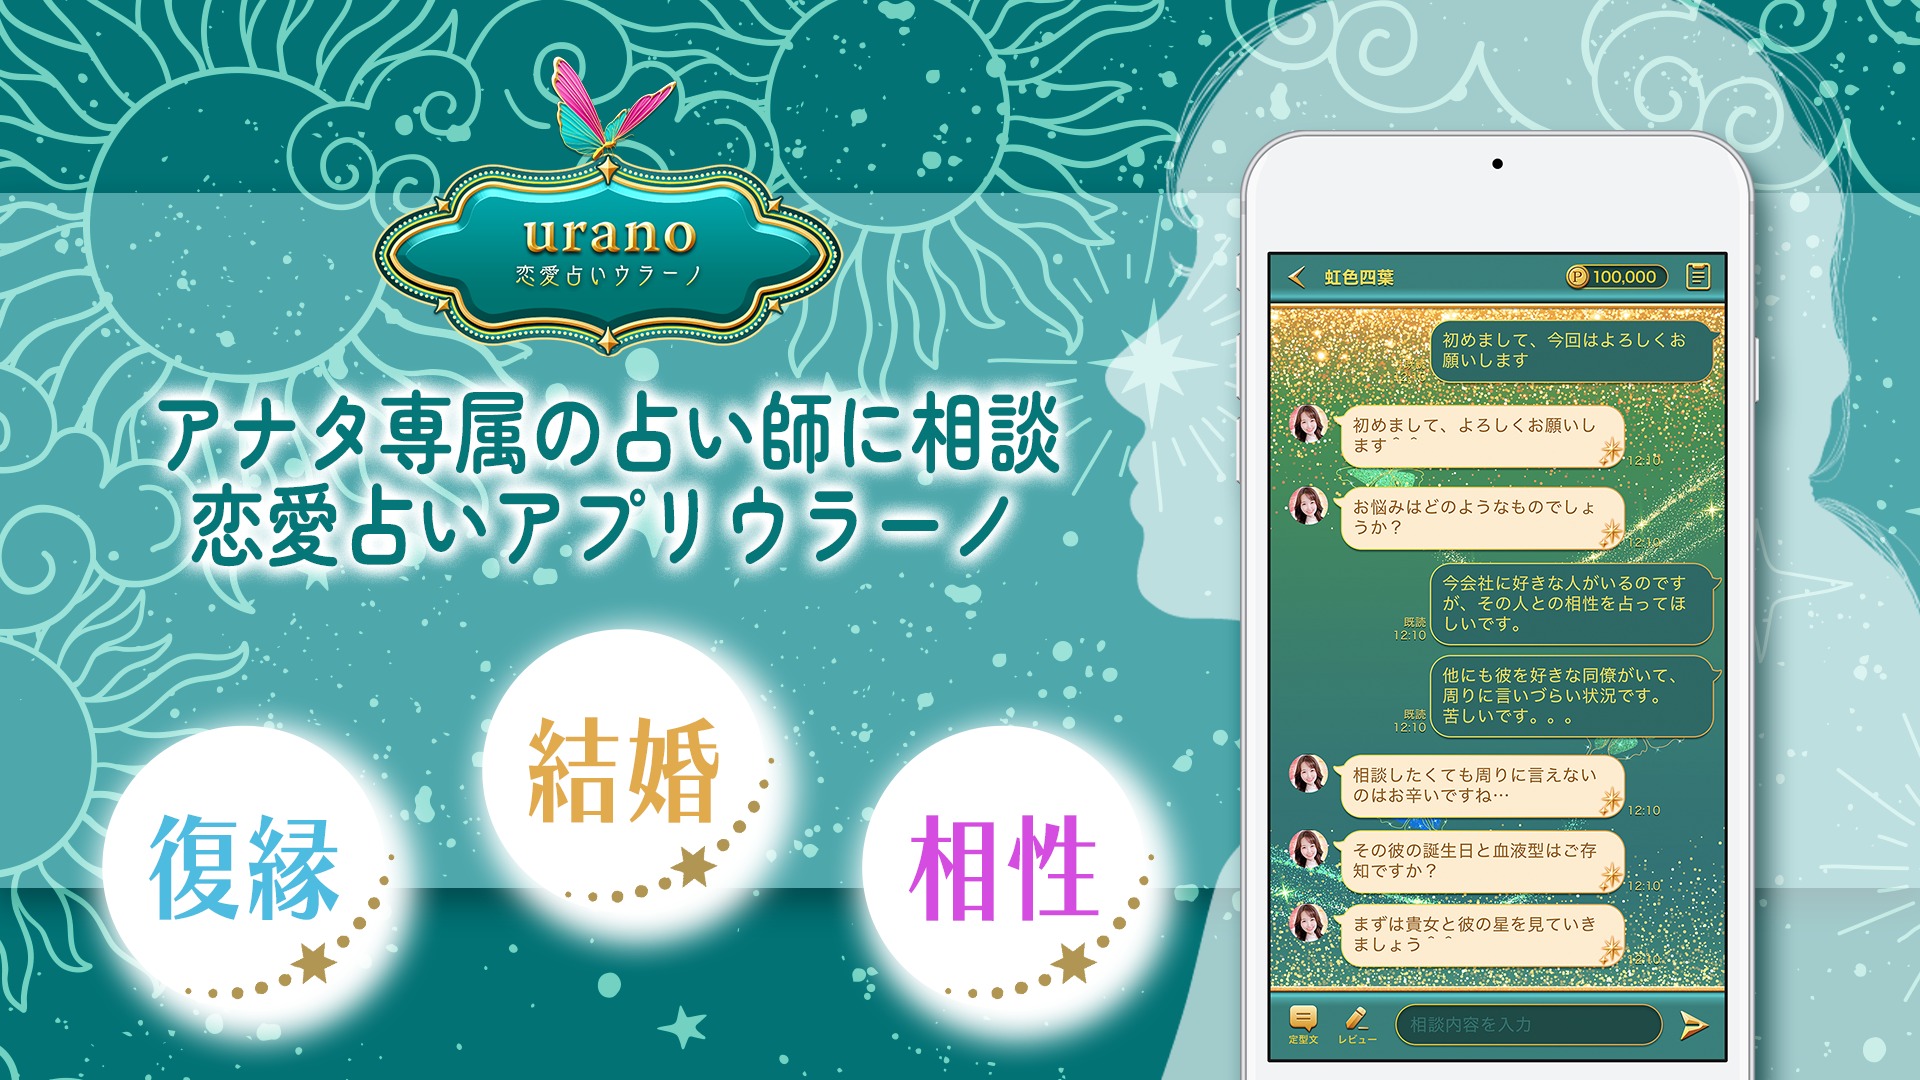 urano
恋愛占いウラーノ
アナタ専属の占い師に相談
恋愛占いアプリウラーノ
復縁
結婚
相性
虹色四葉
P 100,000
初めまして、今回はよろしくお
願いします
初めまして、よろしくお願いし
ます＾＾
12:10
お悩みはどのようなものでしょ
うか？
12:10
今会社に好きな人がいるのです
が、その人との相性を占ってほ
しいです。
既読
12:10
他にも彼を好きな同僚がいて、
周りに言いづらい状況です。
苦しいです。。。
既読
12:10
相談したくても周りに言えない
のはお辛いですね…
12:10
その彼の誕生日と血液型はご存
知ですか？
12:10
まずは貴女と彼の星を見ていき
ましょう＾＾
12:10
定型文
レビュー
相談内容を入力